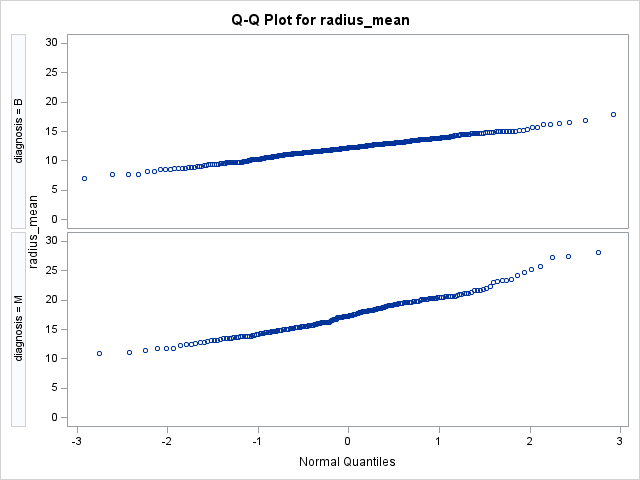 Q-Q Plot for radius_mean
radius_mean
diagnosis = B
30
25
20
15
10
5
0
diagnosis = M
30
25
20
15
10
5
0
-3 -2 -1 0 1 2 3
Normal Quantiles